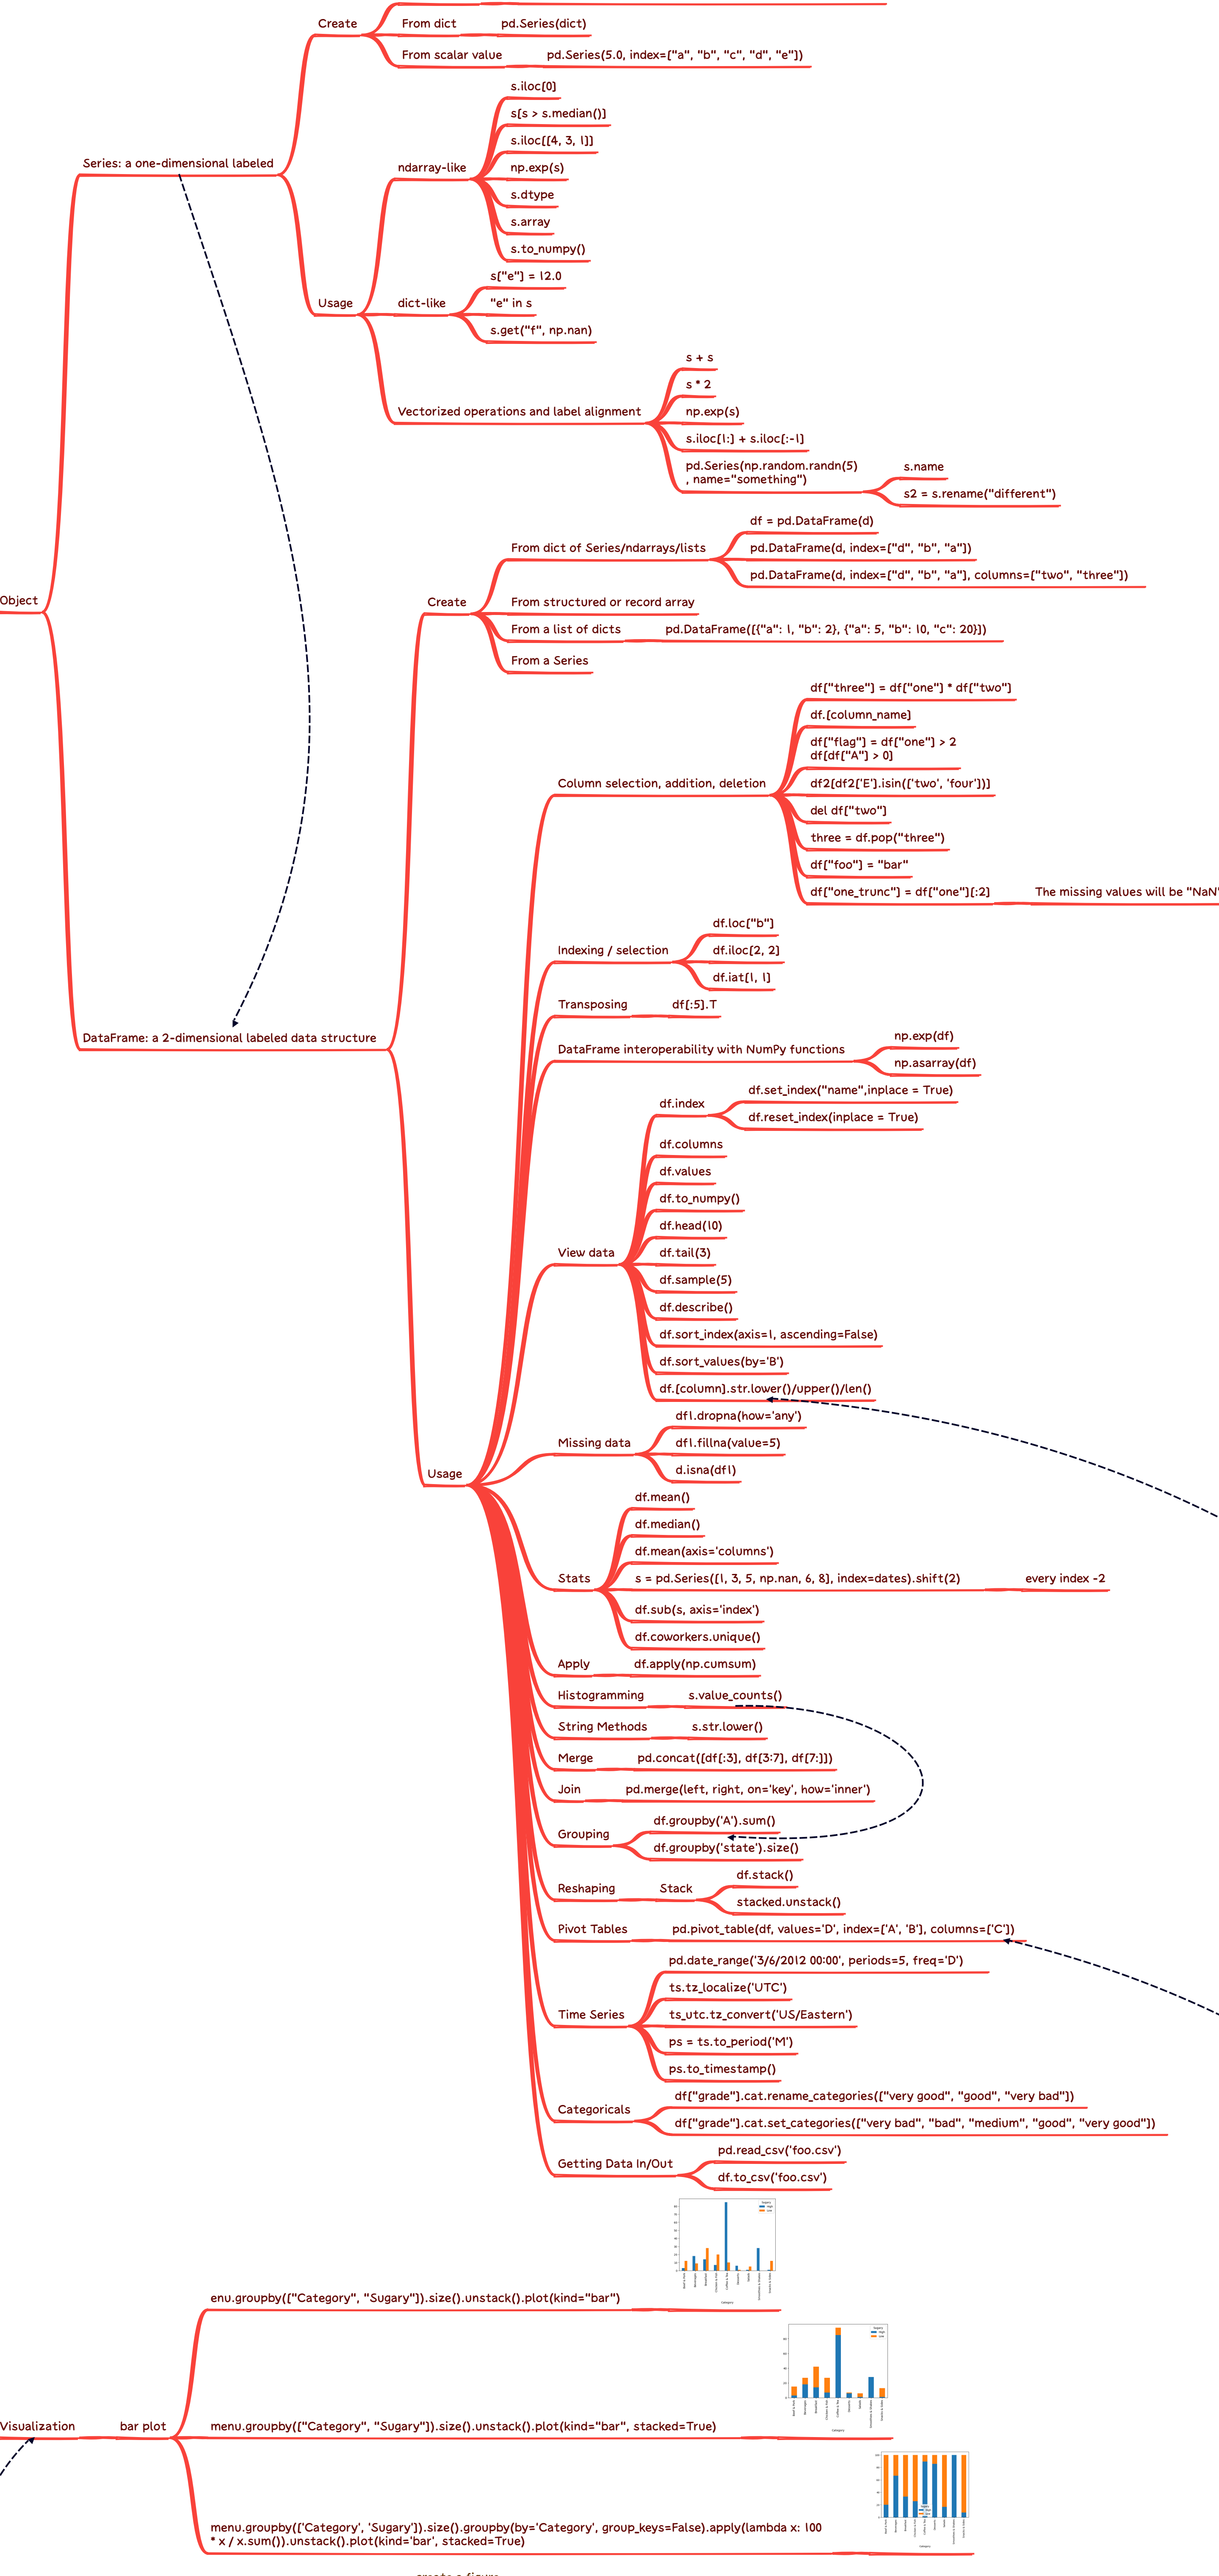 Create
From dict
pd.Series(dict)
From scalar value
pd.Series(5.0, index=["a", "b", "c", "d", "e"])
Series: a one-dimensional labeled
ndarray-like
s.iloc[0]
s[s > s.median()]
s.iloc[[4, 3, 1]]
np.exp(s)
s.dtype
s.array
s.to_numpy()
Usage
dict-like
s["e"] = 12.0
"e" in s
s.get("f", np.nan)
Vectorized operations and label alignment
s + s
s * 2
np.exp(s)
s.iloc[1:] + s.iloc[:-1]
pd.Series(np.random.randn(5)
, name="something")
s.name
s2 = s.rename("different")
Object
Create
From dict of Series/ndarrays/lists
df = pd.DataFrame(d)
pd.DataFrame(d, index=["d", "b", "a"])
pd.DataFrame(d, index=["d", "b", "a"], columns=["two", "three"])
From structured or record array
From a list of dicts
pd.DataFrame([{"a": 1, "b": 2}, {"a": 5, "b": 10, "c": 20}])
From a Series
DataFrame: a 2-dimensional labeled data structure
Usage
Column selection, addition, deletion
df["three"] = df["one"] * df["two"]
df.[column_name]
df["flag"] = df["one"] > 2
df[df["A"] > 0]
df2[df2['E'].isin(['two', 'four'])]
del df["two"]
three = df.pop("three")
df["foo"] = "bar"
df["one_trunc"] = df["one"][:2]
The missing values will be "NaN"
Indexing / selection
df.loc["b"]
df.iloc[2, 2]
df.iat[1, 1]
Transposing
df[:5].T
DataFrame interoperability with NumPy functions
np.exp(df)
np.asarray(df)
View data
df.index
df.set_index("name",inplace = True)
df.reset_index(inplace = True)
df.columns
df.values
df.to_numpy()
df.head(10)
df.tail(3)
df.sample(5)
df.describe()
df.sort_index(axis=1, ascending=False)
df.sort_values(by='B')
df.[column].str.lower()/upper()/len()
Missing data
df1.dropna(how='any')
df1.fillna(value=5)
d.isna(df1)
Stats
df.mean()
df.median()
df.mean(axis='columns')
s = pd.Series([1, 3, 5, np.nan, 6, 8], index=dates).shift(2)
every index -2
df.sub(s, axis='index')
df.coworkers.unique()
Apply
df.apply(np.cumsum)
Histogramming
s.value_counts()
String Methods
s.str.lower()
Merge
pd.concat([df[:3], df[3:7], df[7:]])
Join
pd.merge(left, right, on='key', how='inner')
Grouping
df.groupby('A').sum()
df.groupby('state').size()
Reshaping
Stack
df.stack()
stacked.unstack()
Pivot Tables
pd.pivot_table(df, values='D', index=['A', 'B'], columns=['C'])
Time Series
pd.date_range('3/6/2012 00:00', periods=5, freq='D')
ts.tz_localize('UTC')
ts_utc.tz_convert('US/Eastern')
ps = ts.to_period('M')
ps.to_timestamp()
Categoricals
df["grade"].cat.rename_categories(["very good", "good", "very bad"])
df["grade"].cat.set_categories(["very bad", "bad", "medium", "good", "very good"])
Getting Data In/Out
pd.read_csv('foo.csv')
df.to_csv('foo.csv')
Visualization
bar plot
enu.groupby(["Category", "Sugary"]).size().unstack().plot(kind="bar")
menu.groupby(["Category", "Sugary"]).size().unstack().plot(kind="bar", stacked=True)
menu.groupby(['Category', 'Sugary']).size().groupby(by='Category', group_keys=False).apply(lambda x: 100
* x / x.sum()).unstack().plot(kind='bar', stacked=True)